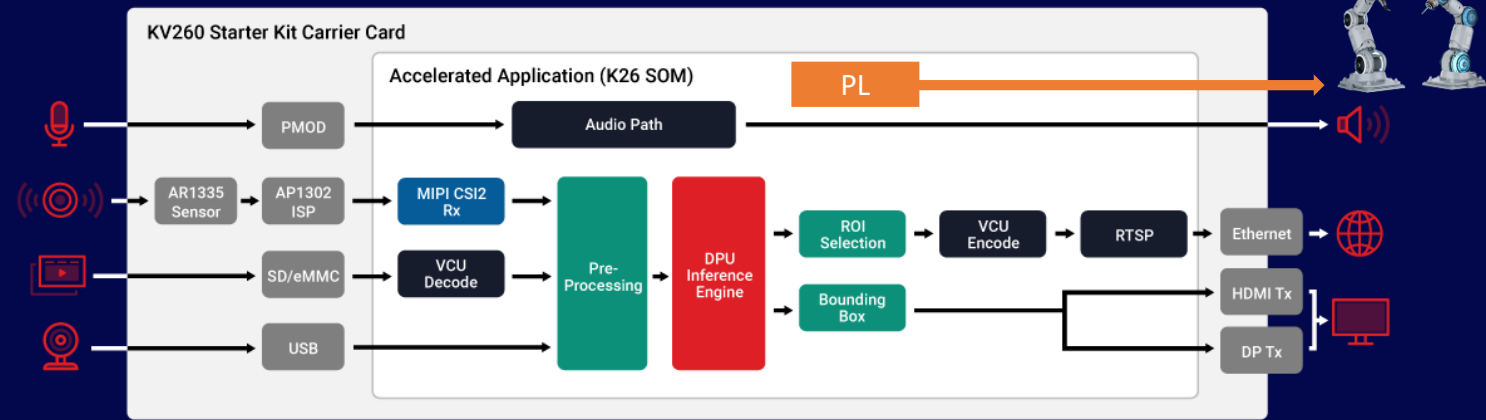 KV260 Starter Kit Carrier Card
Accelerated Application (K26 SOM)
PL
PMOD
Audio Path
AR1335
Sensor
AP1302
ISP
MIPI CSI2
Rx
SD/eMMC
VCU
Decode
USB
Pre-
Processing
DPU
Inference
Engine
ROI
Selection
VCU
Encode
RTSP
Ethernet
Bounding
Box
HDMI Tx
DP Tx